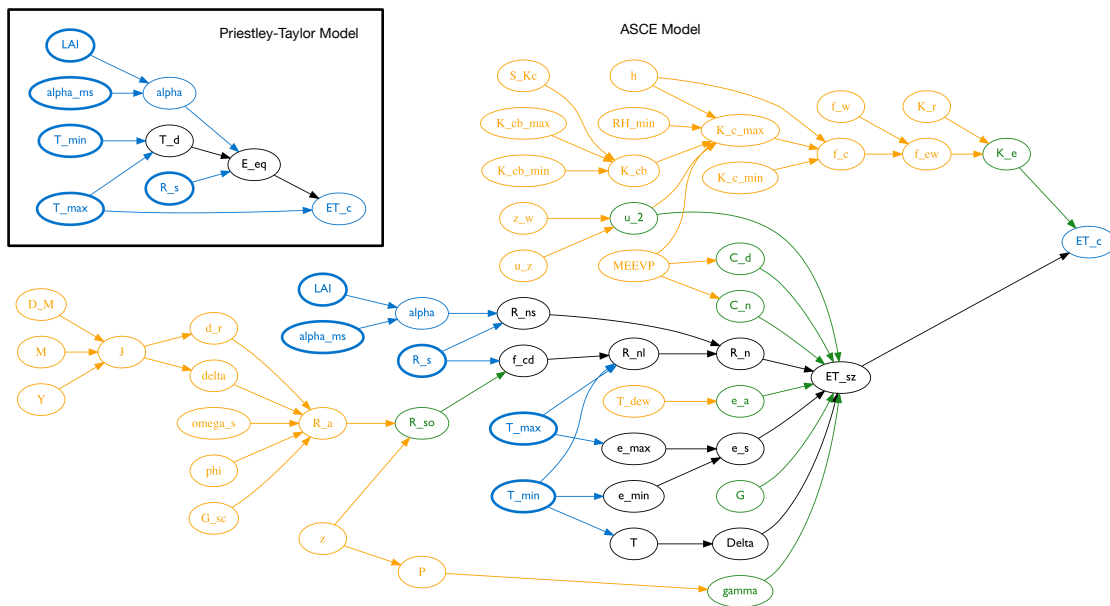 Priestley-Taylor Model
LAI
alpha_ms
alpha
T_min
T_d
E_eq
R_s
T_max
ET_c
ASCE Model
S_Kc
h
K_cb_max
RH_min
K_c_max
f_w
K_r
K_cb_min
K_cb
K_c_min
f_c
f_ew
K_e
z_w
u_2
u_z
MEEVP
C_d
ET_c
C_n
LAI
alpha_ms
alpha
R_ns
D_M
d_r
M
J
R_s
f_cd
R_nl
R_n
Y
delta
ET_sz
omega_s
R_a
R_so
T_dew
e_a
T_max
phi
e_max
e_s
G_sc
T_min
e_min
G
z
T
Delta
P
gamma